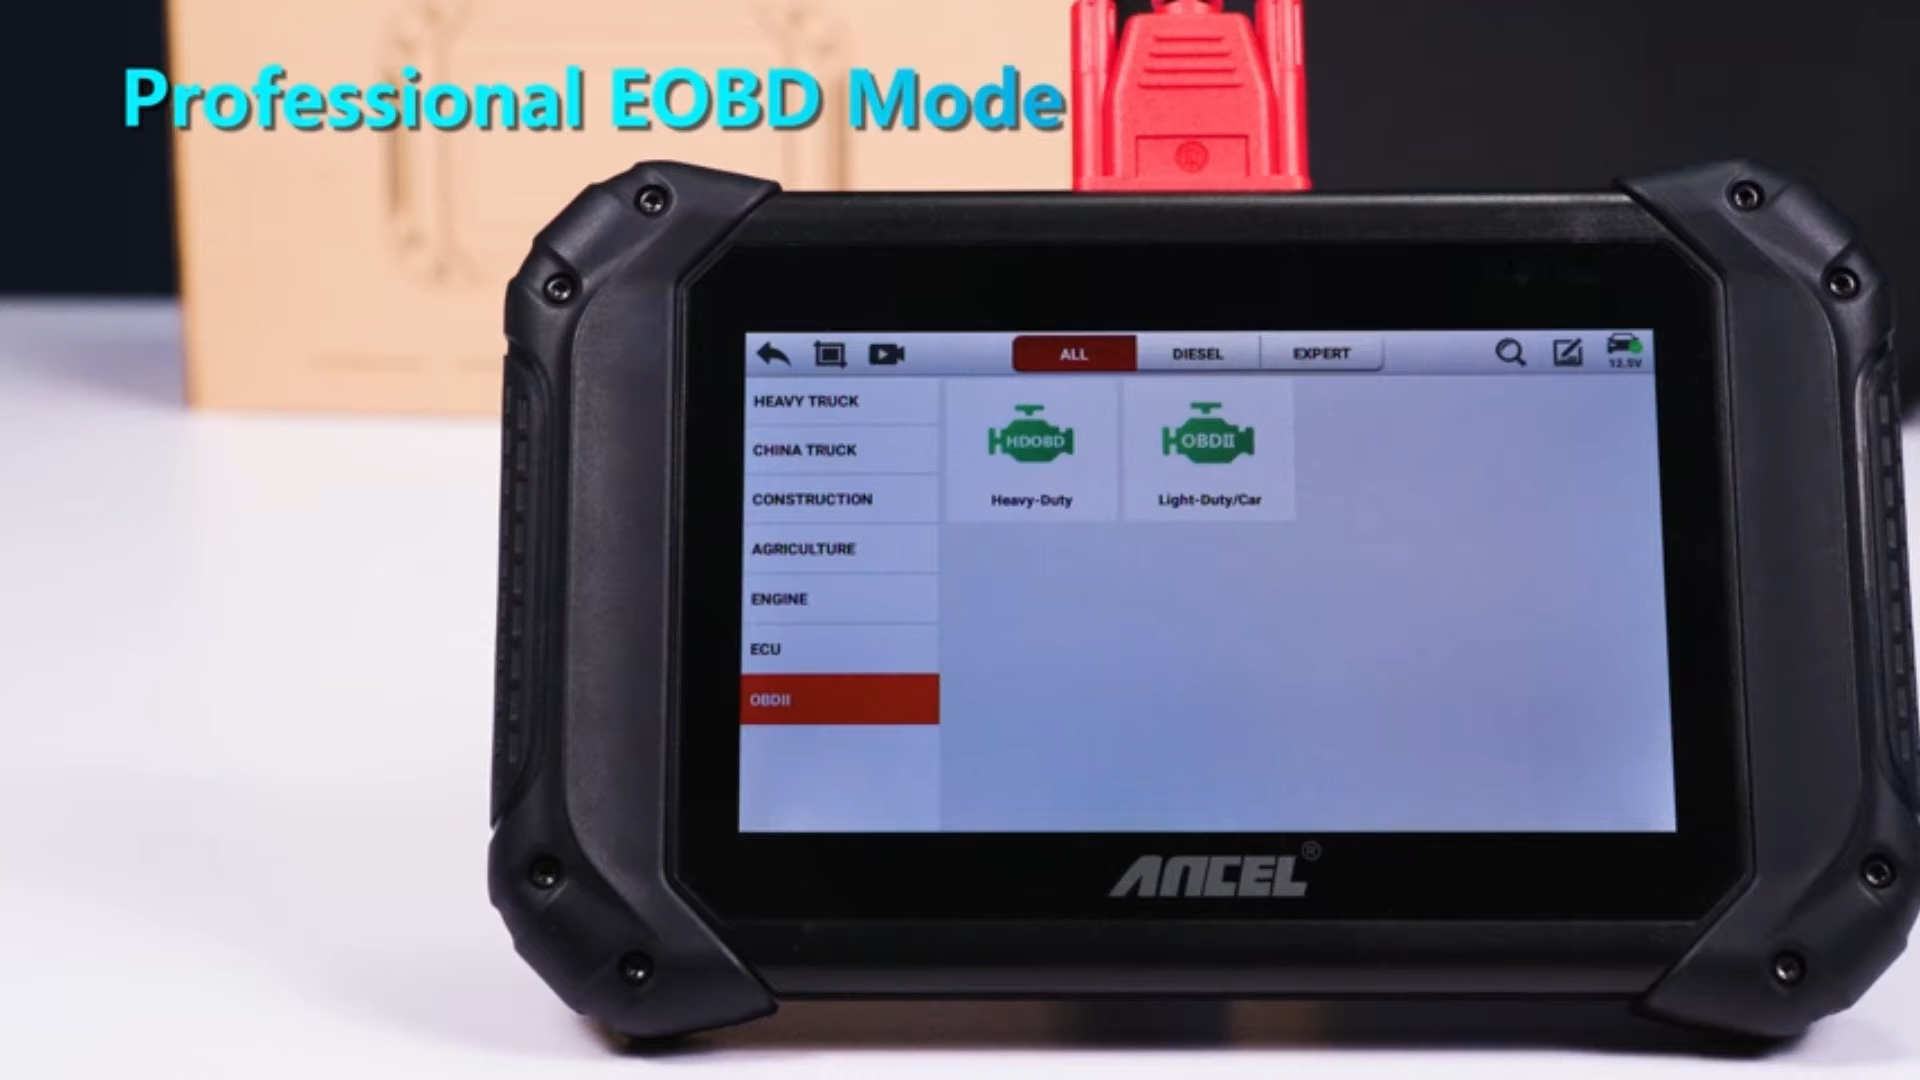 Professional EOBD Mode
ALL
DIESEL
EXPERT
12.5V
HEAVY TRUCK
CHINA TRUCK
CONSTRUCTION
AGRICULTURE
ENGINE
ECU
OBDII
HDOBD
OBDII
Heavy-Duty
Light-Duty/Car
ANCEL®